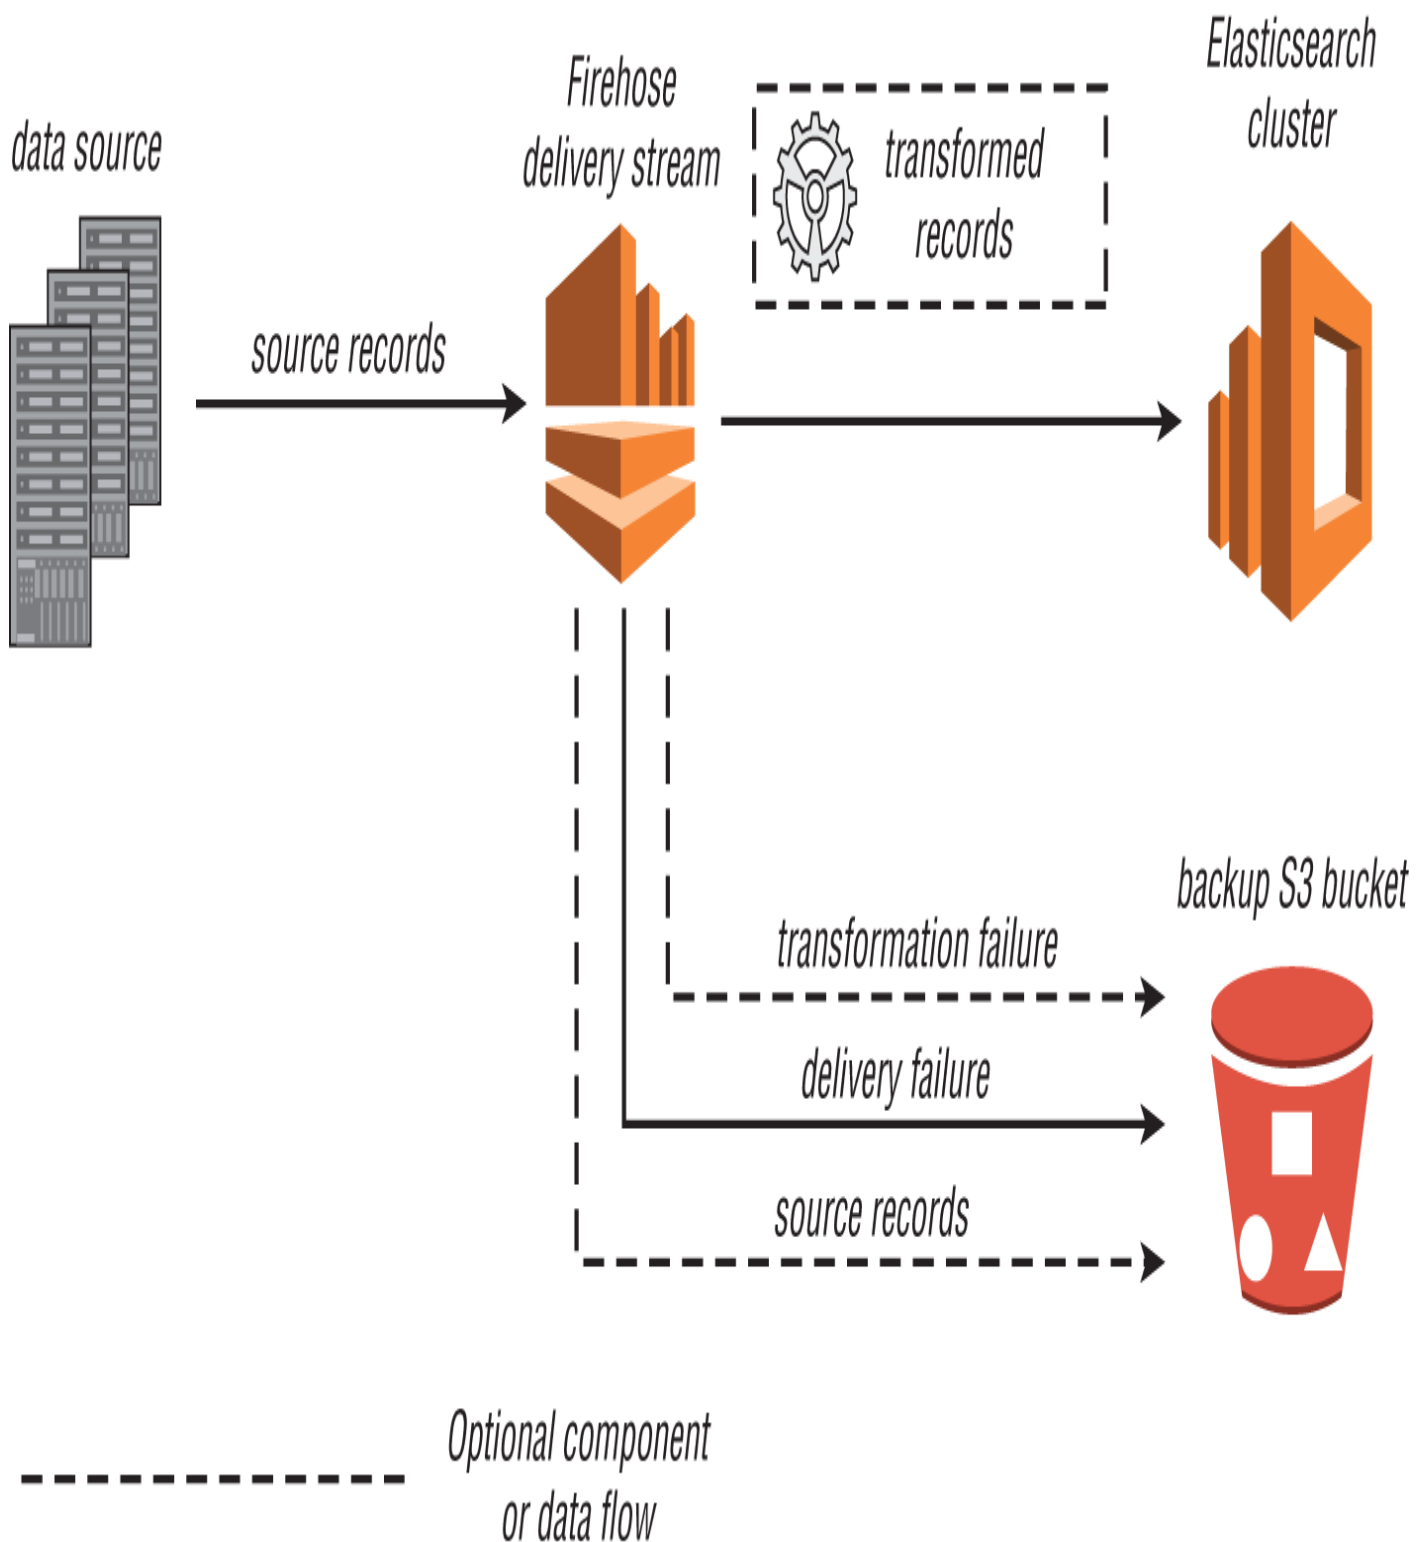 data source
Firehose
delivery stream
transformed
records
Elasticsearch
cluster
source records
backup S3 bucket
transformation failure
delivery failure
source records
Optional component
or data flow